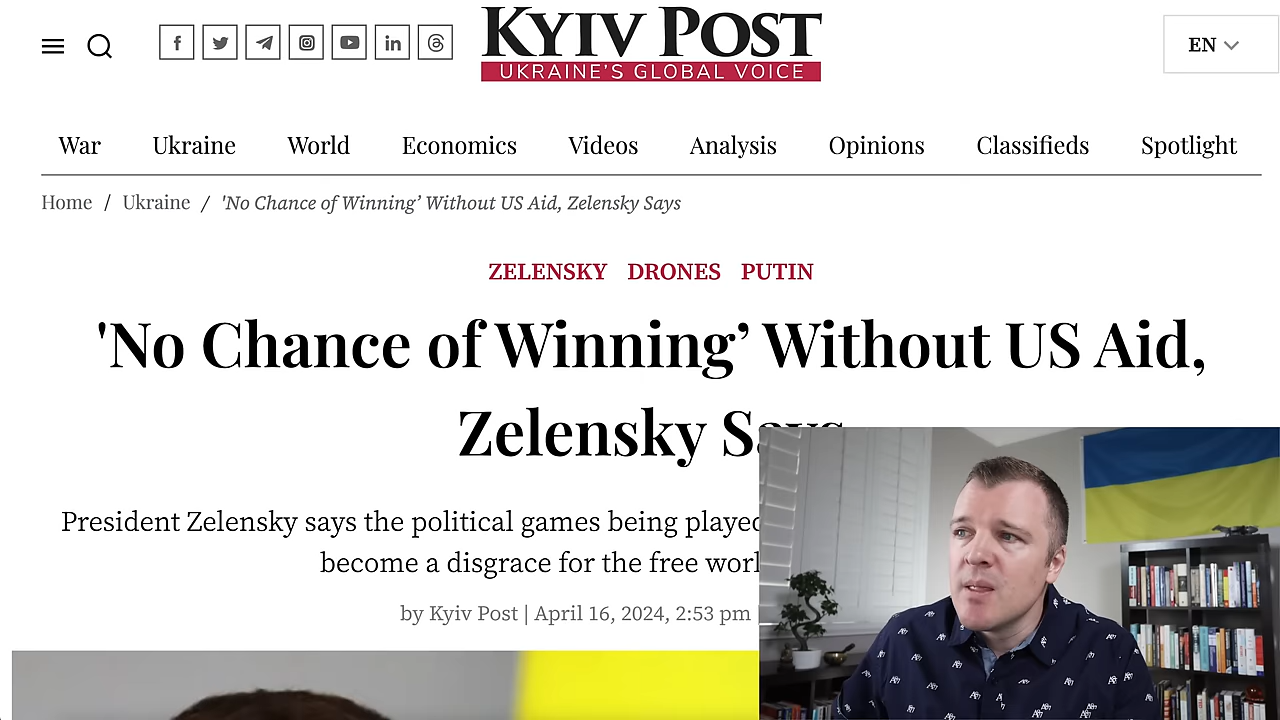 KYIV POST
UKRAINE'S GLOBAL VOICE
EN
War Ukraine World Economics Videos Analysis Opinions Classifieds Spotlight
Home / Ukraine / 'No Chance of Winning’ Without US Aid, Zelensky Says
ZELENSKY DRONES PUTIN
'No Chance of Winning’ Without US Aid,
Zelensky Says
President Zelensky says the political games being played
become a disgrace for the free
by Kyiv Post | April 16, 2024, 2:53 pm